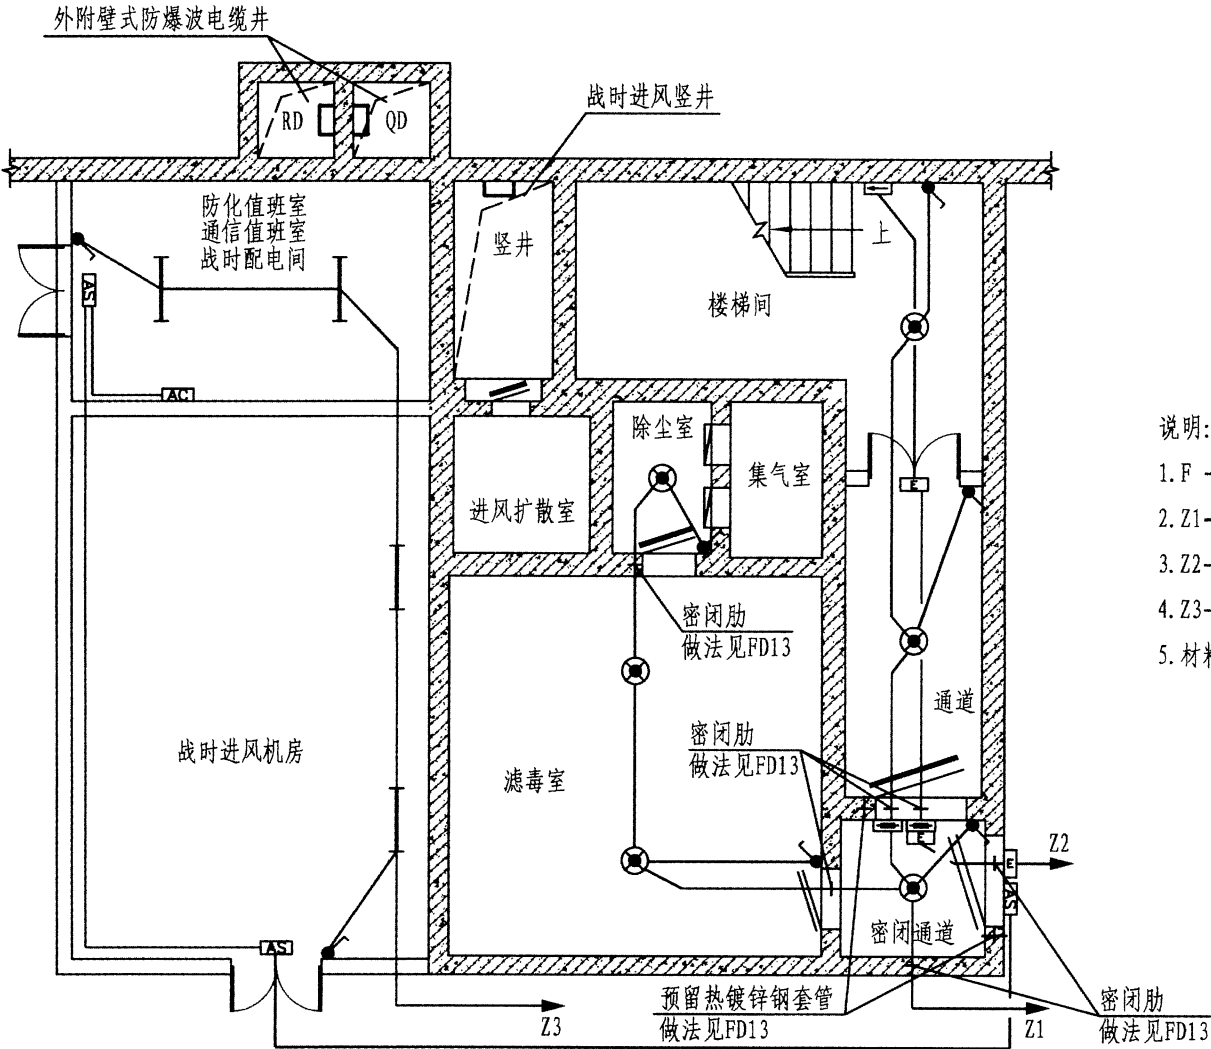 外附壁式防爆波电缆井
战时进风竖井
RD
QD
防化值班室
通信值班室
战时配电间
竖井
上
楼梯间
AS
AC
除尘室
集气室
进风扩散室
E
说明:
1.F -
2.Z1-
3.Z2-
4.Z3-
5.材料
密闭肋
做法见FD13
通道
密闭肋
做法见FD13
战时进风机房
滤毒室
E
E
Z2
AS
密闭通道
AS
预留热镀锌钢套管
做法见FD13
密闭肋
做法见FD13
Z3
Z1